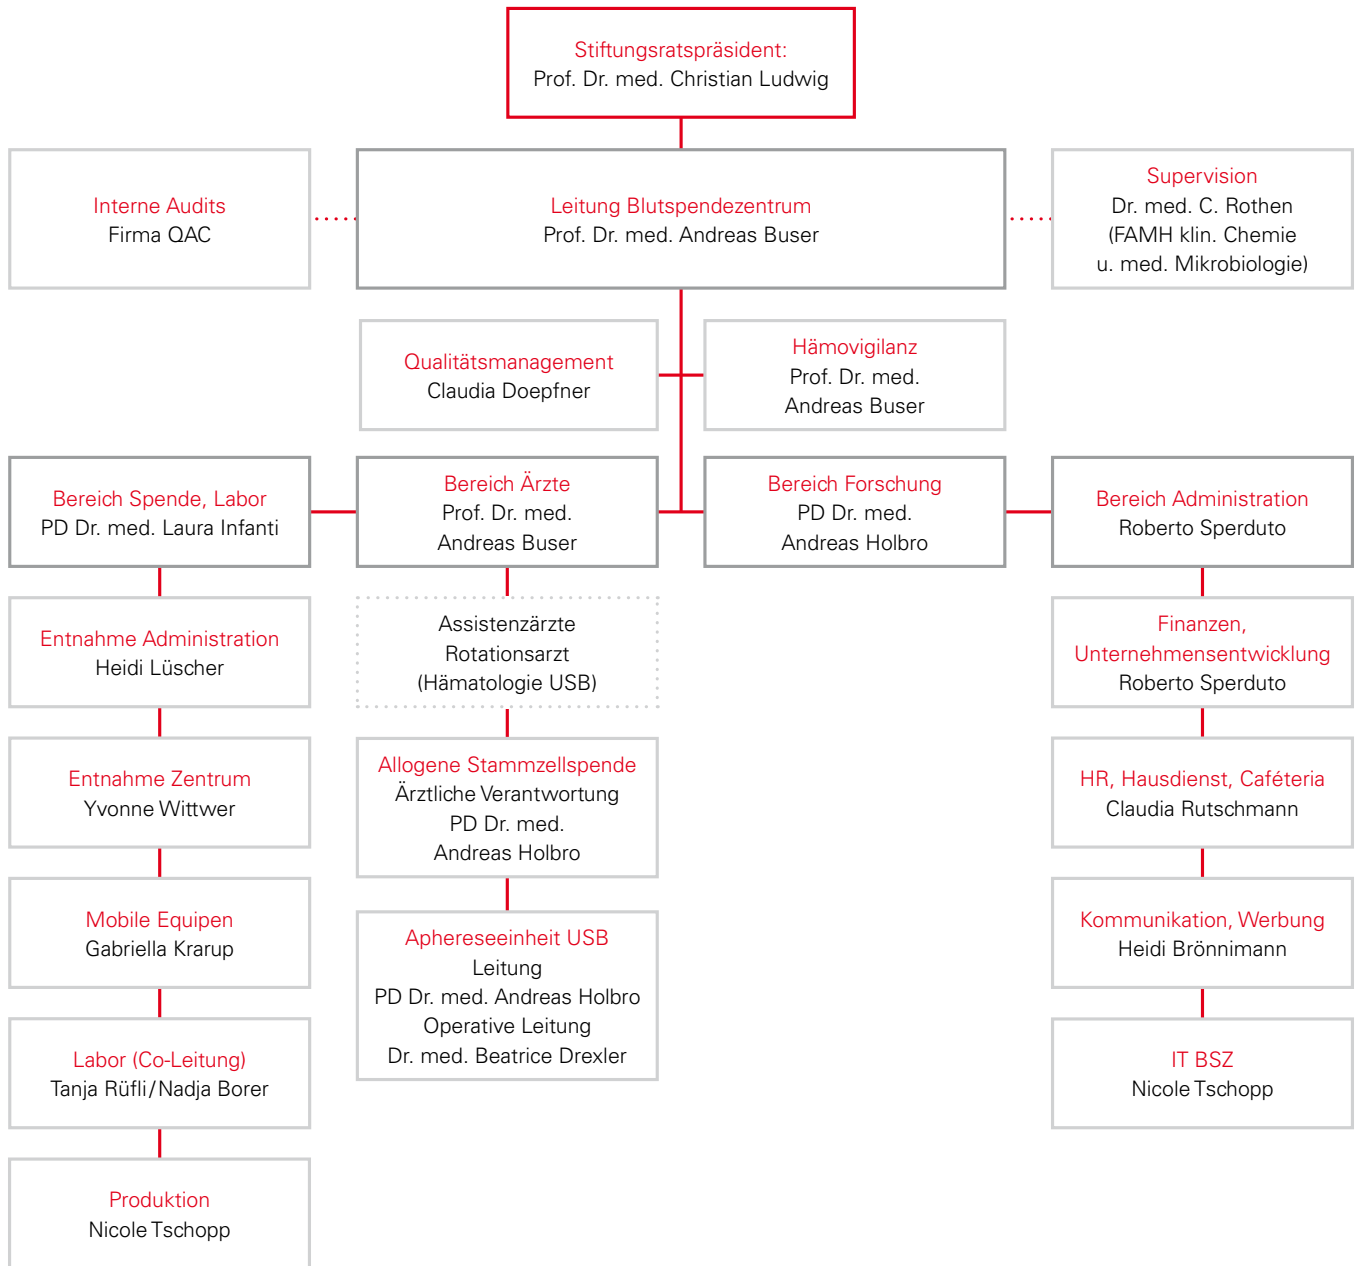 Stiftungsratspräsident:
Prof. Dr. med. Christian Ludwig
Interne Audits
Firma QAC
Leitung Blutspendezentrum
Prof. Dr. med. Andreas Buser
Supervision
Dr. med. C. Rothen
(FAMH klin. Chemie
u. med. Mikrobiologie)
Qualitätsmanagement
Claudia Doepfner
Hämovigilanz
Prof. Dr. med.
Andreas Buser
Bereich Spende, Labor
PD Dr. med. Laura Infanti
Bereich Ärzte
Prof. Dr. med.
Andreas Buser
Bereich Forschung
PD Dr. med.
Andreas Holbro
Bereich Administration
Roberto Sperduto
Entnahme Administration
Heidi Lüscher
Assistenzärzte
Rotationsarzt
(Hämatologie USB)
Finanzen,
Unternehmensentwicklung
Roberto Sperduto
Entnahme Zentrum
Yvonne Wittwer
Allogene Stammzellspende
Ärztliche Verantwortung
PD Dr. med.
Andreas Holbro
HR, Hausdienst, Caféteria
Claudia Rutschmann
Mobile Equipen
Gabriella Krarup
Aphereseeinheit USB
Leitung
PD Dr. med. Andreas Holbro
Operative Leitung
Dr. med. Beatrice Drexler
Kommunikation, Werbung
Heidi Brönnimann
Labor (Co-Leitung)
Tanja Rüfli/Nadja Borer
IT BSZ
Nicole Tschopp
Produktion
Nicole Tschopp